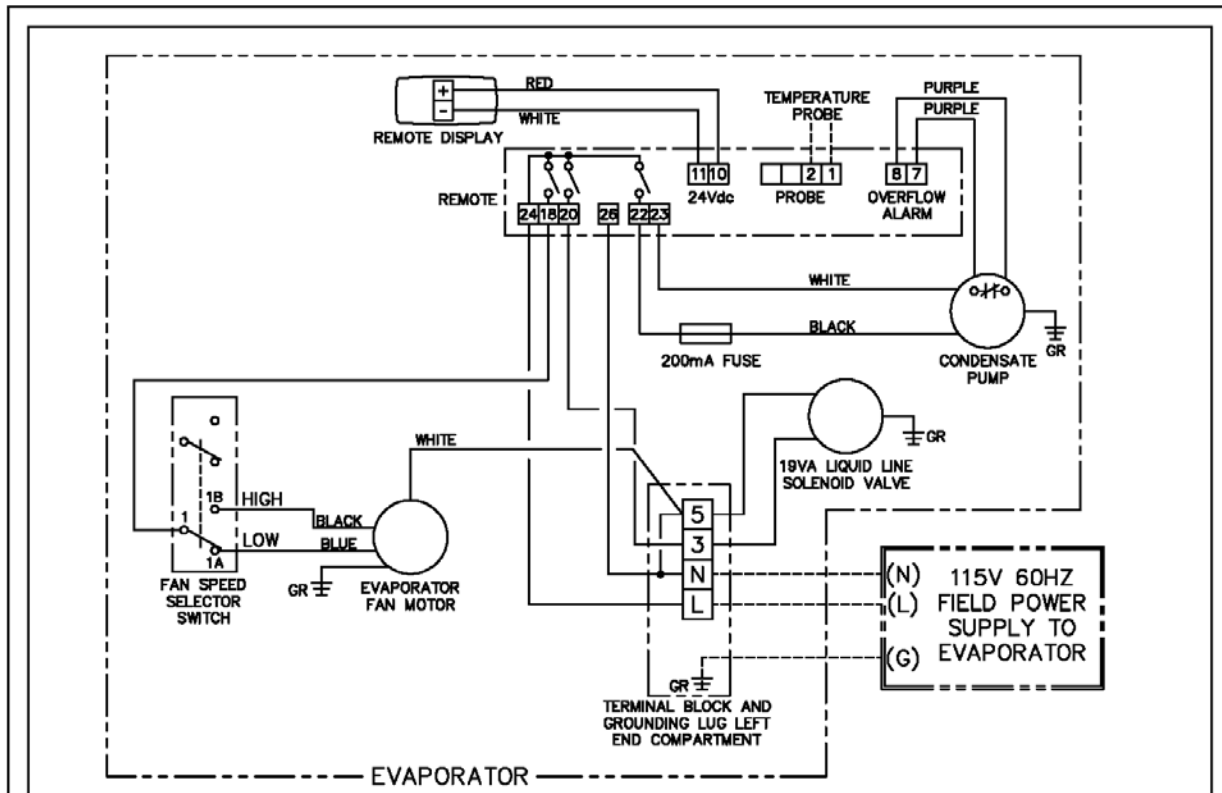 RED
+
-
WHITE
REMOTE DISPLAY
TEMPERATURE
PROBE
PURPLE
PURPLE
REMOTE
11 10
24Vdc
2 1
PROBE
8 7
OVERFLOW
ALARM
24 18 20 26 22 23
WHITE
BLACK
200mA FUSE
CONDENSATE
PUMP
GR
19VA LIQUID LINE
SOLENOID VALVE
GR
WHITE
1B
HIGH
BLACK
1
LOW
BLUE
1A
FAN SPEED
SELECTOR
SWITCH
GR
EVAPORATOR
FAN MOTOR
5
3
N
L
GR
TERMINAL BLOCK AND
GROUNDING LUG LEFT
END COMPARTMENT
(N)
(L)
(G)
115V 60HZ
FIELD POWER
SUPPLY TO
EVAPORATOR
EVAPORATOR